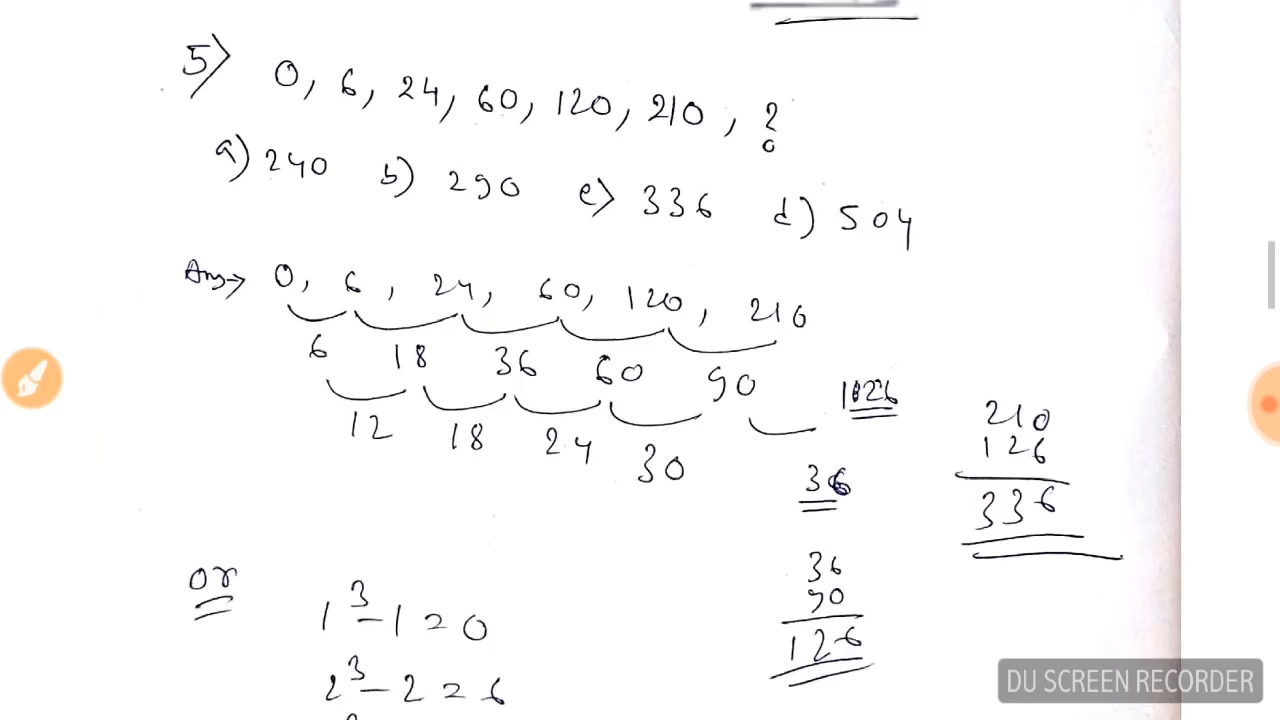 5> 0, 6, 24, 60, 120, 210, ?
a) 240 b) 290 c> 336 d) 504
Ans→ 0, 6, 24, 60, 120, 210
6 18 36 60 90 126
12 18 24 30 36
210
126
336
36
90
126
or
1³-1=0
2³-2=6
DU SCREEN RECORDER